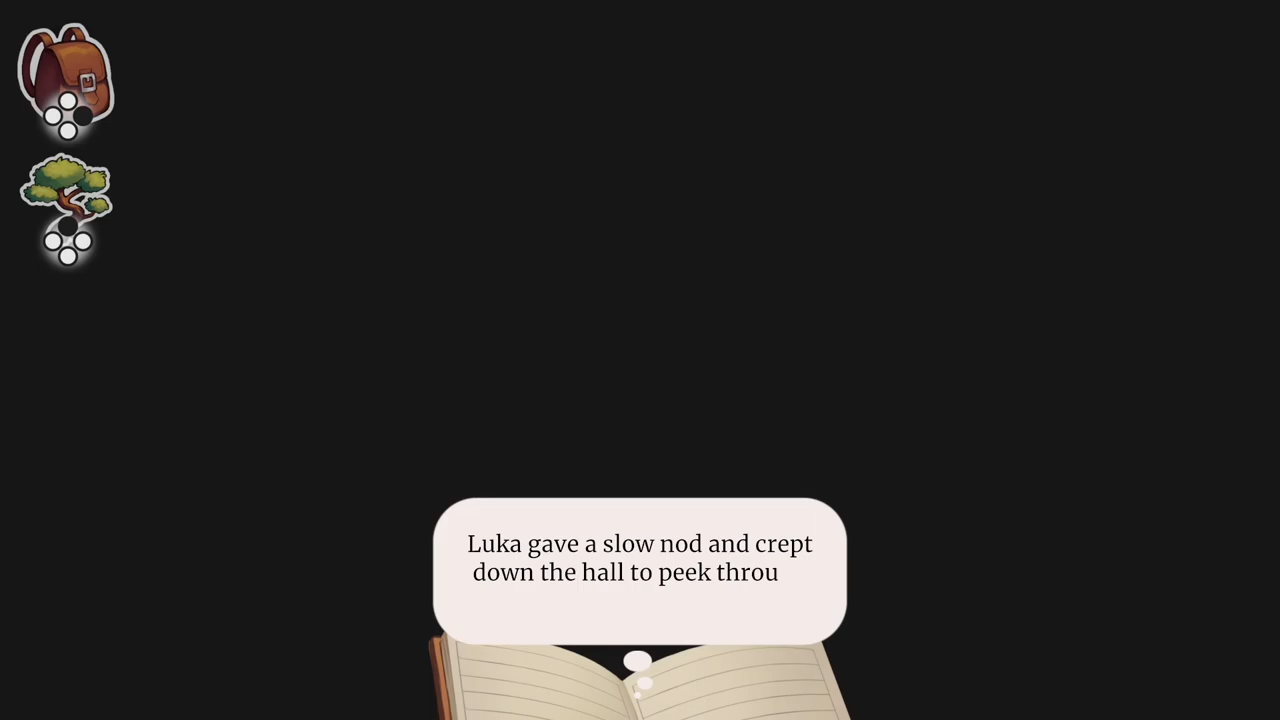 Luka gave a slow nod and crept
down the hall to peek throu